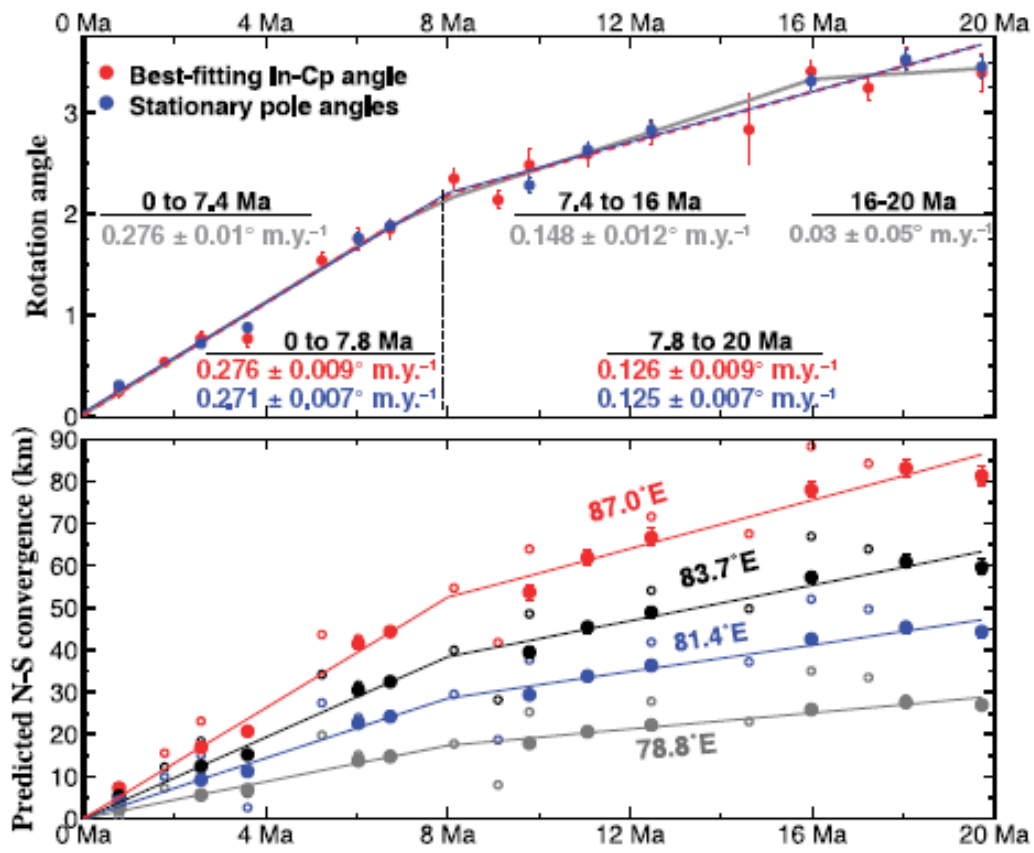 0 Ma 4 Ma 8 Ma 12 Ma 16 Ma 20 Ma
Best-fitting In-Cp angle
Stationary pole angles
Rotation angle
3
2
1
0
0 to 7.4 Ma 7.4 to 16 Ma 16-20 Ma
0.276 ± 0.01° m.y.⁻¹ 0.148 ± 0.012° m.y.⁻¹ 0.03 ± 0.05° m.y.⁻¹
0 to 7.8 Ma 7.8 to 20 Ma
0.276 ± 0.009° m.y.⁻¹ 0.126 ± 0.009° m.y.⁻¹
0.271 ± 0.007° m.y.⁻¹ 0.125 ± 0.007° m.y.⁻¹
Predicted N-S convergence (km)
90
80
70
60
50
40
30
20
10
0
87.0°E
83.7°E
81.4°E
78.8°E
0 Ma 4 Ma 8 Ma 12 Ma 16 Ma 20 Ma